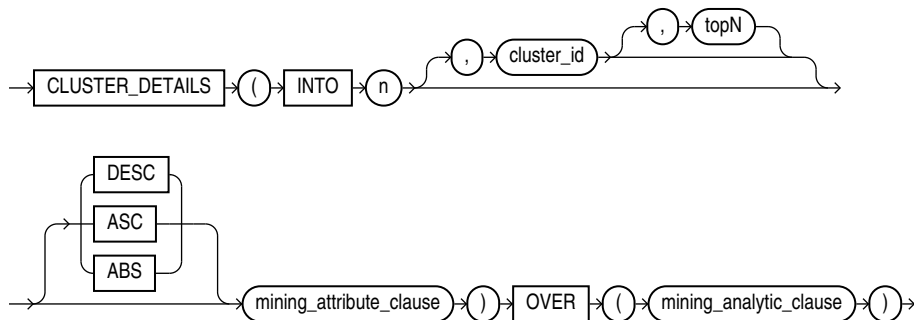 , topN
, cluster_id
CLUSTER_DETAILS ( INTO n
DESC
ASC
ABS
mining_attribute_clause ) OVER ( mining_analytic_clause )